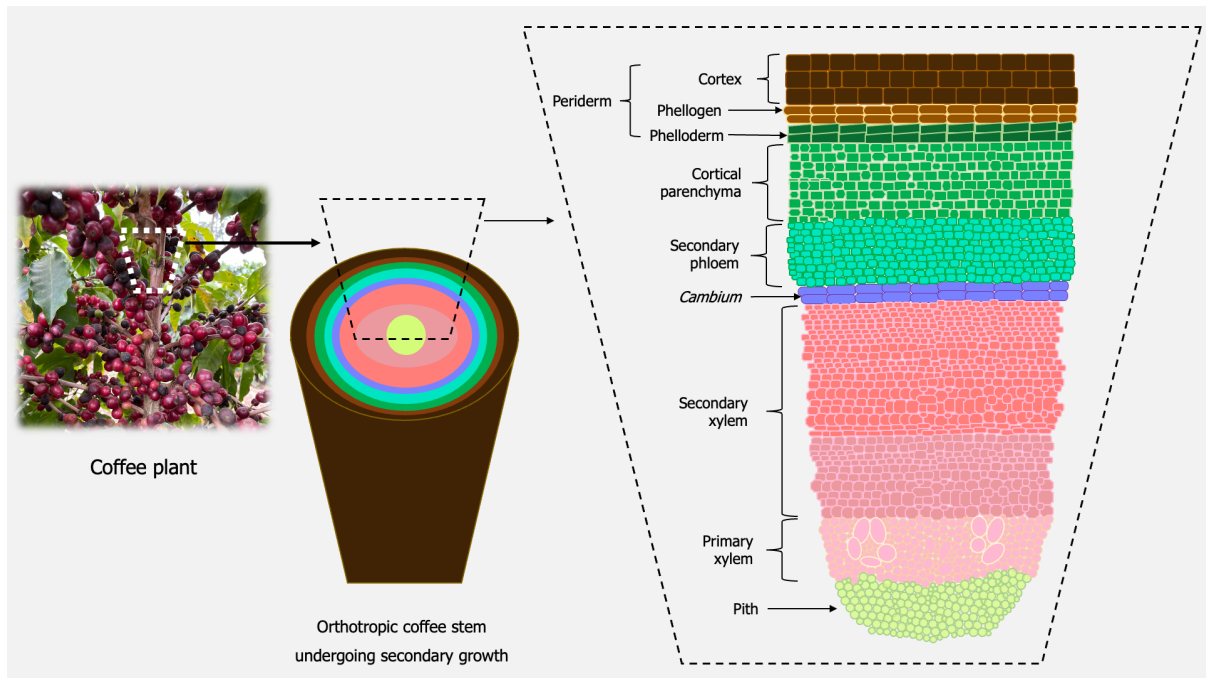 Cortex
Periderm
Phellogen
Phelloderm
Cortical
parenchyma
Secondary
phloem
Cambium
Secondary
xylem
Primary
xylem
Pith
Coffee plant
Orthotropic coffee stem
undergoing secondary growth